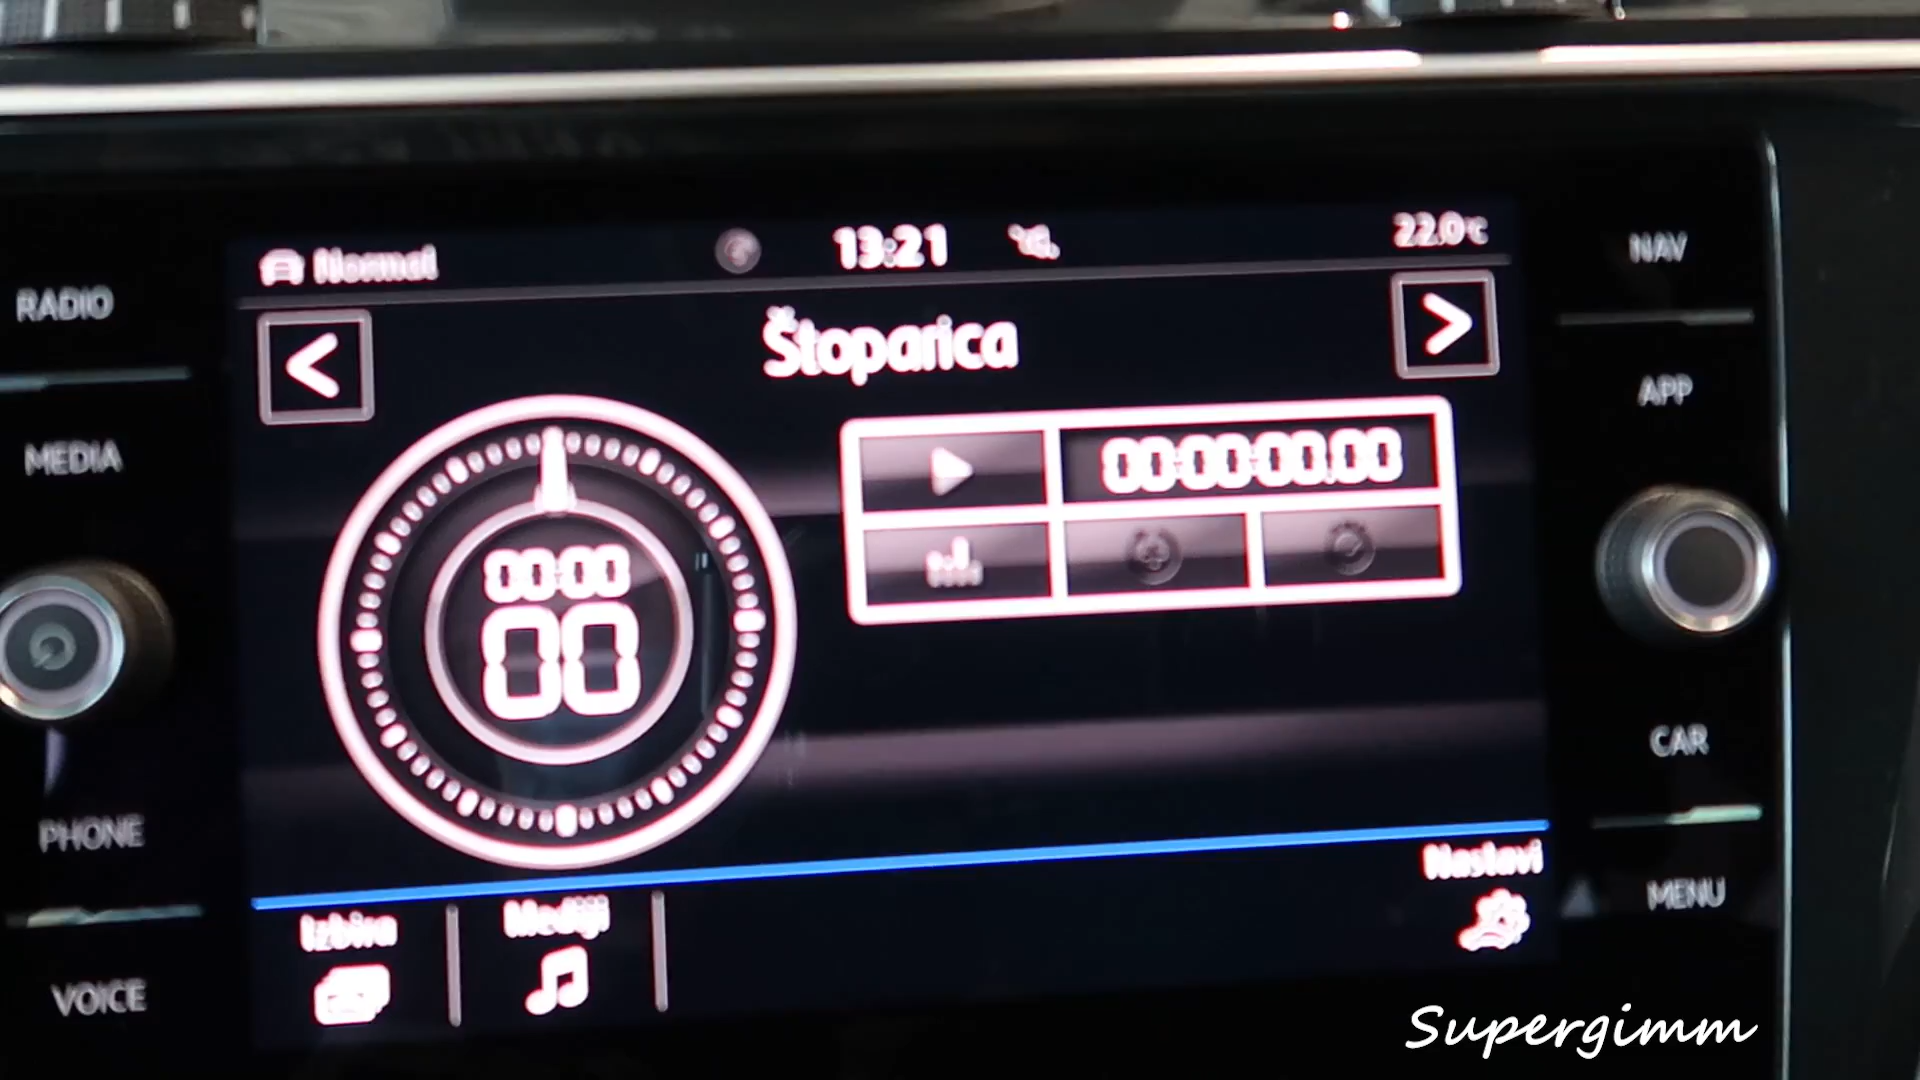 Normal
13:21
22.0°C
RADIO
MEDIA
PHONE
VOICE
Štoparica
00:00:00.00
00:00
00
Izbira
Mediji
Nastavi
NAV
APP
CAR
MENU
Supergimm